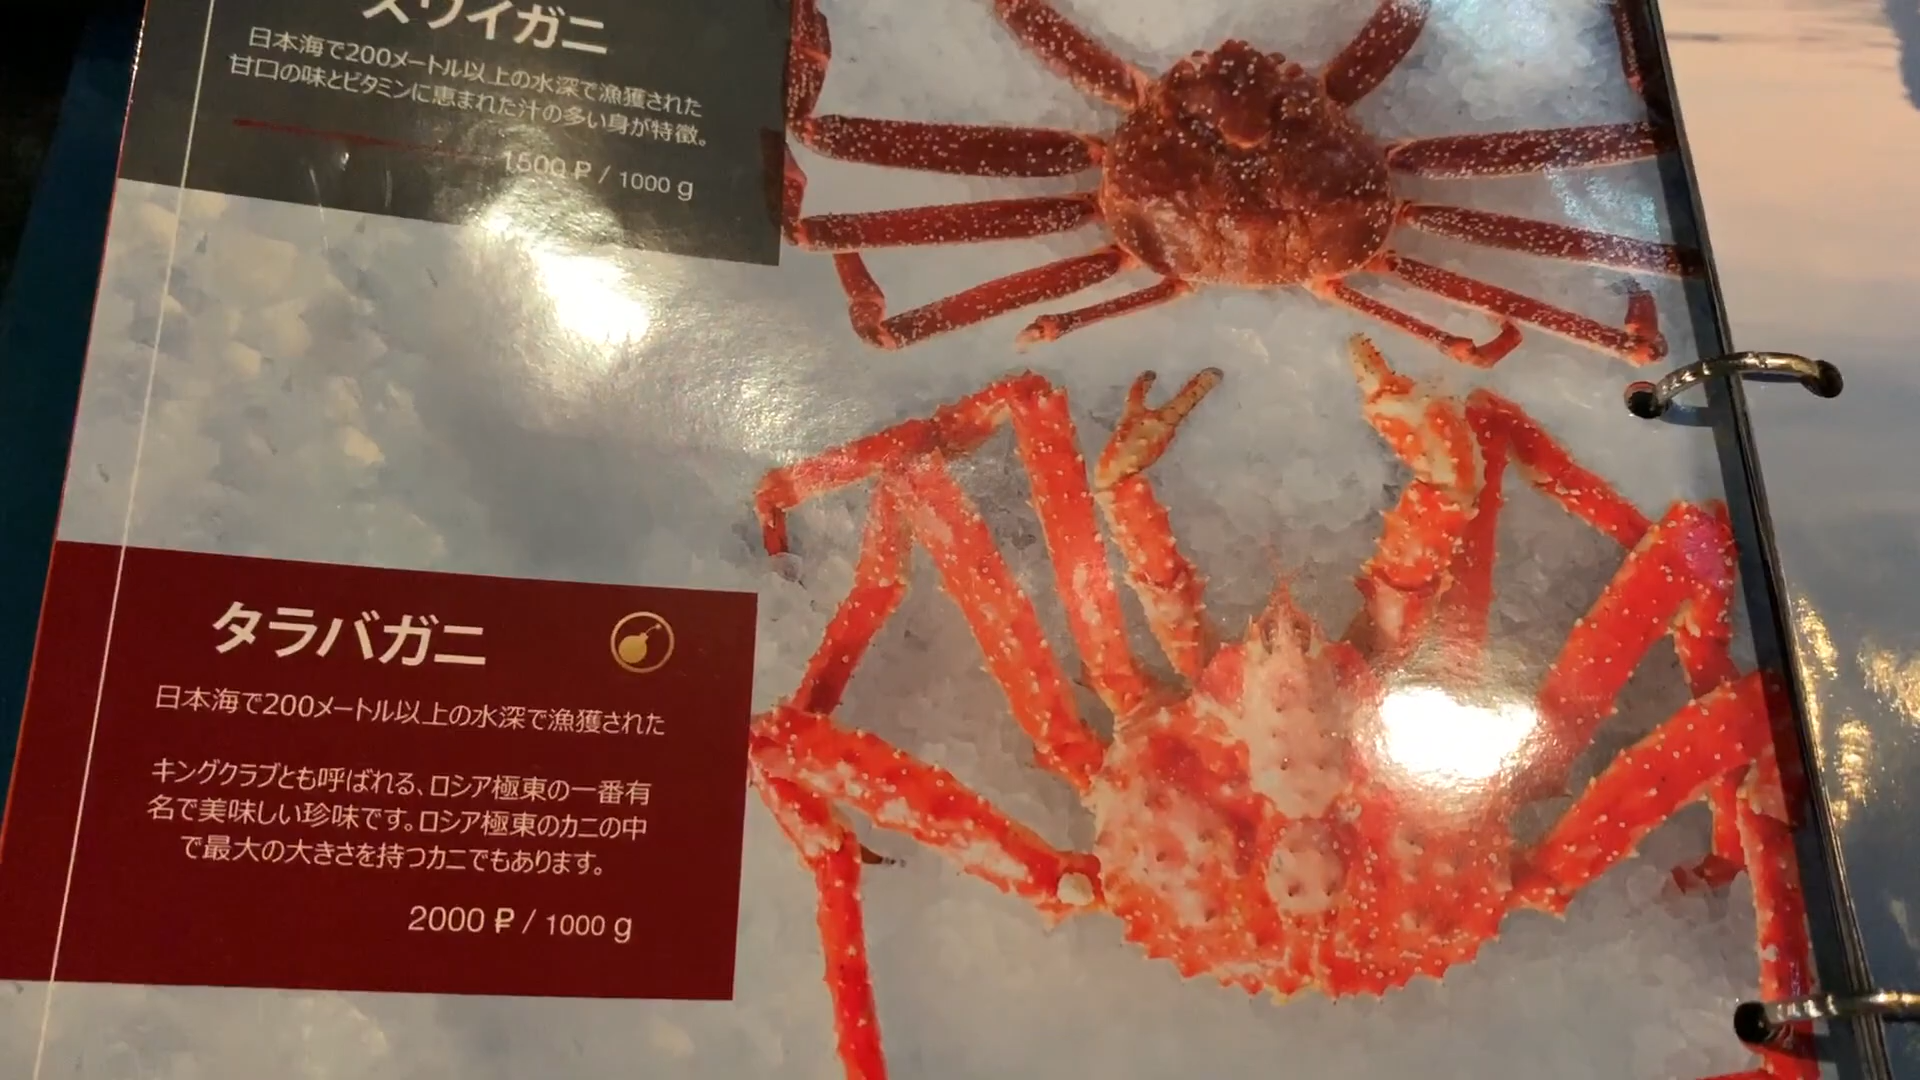 ズワイガニ
日本海で200メートル以上の水深で漁獲された
甘口の味とビタミンに恵まれた汁の多い身が特徴。
1500 ₽ / 1000 g
タラバガニ
日本海で200メートル以上の水深で漁獲された
キングクラブとも呼ばれる、ロシア極東の一番有
名で美味しい珍味です。ロシア極東のカニの中
で最大の大きさを持つカニでもあります。
2000 ₽ / 1000 g